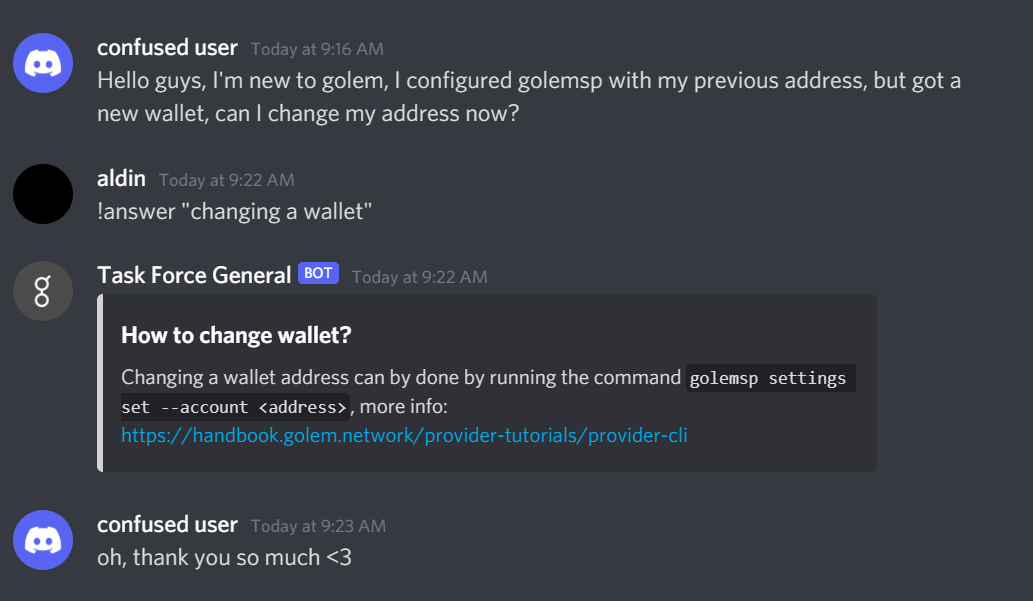 confused user Today at 9:16 AM
Hello guys, I'm new to golem, I configured golemsp with my previous address, but got a
new wallet, can I change my address now?
aldin Today at 9:22 AM
!answer "changing a wallet"
Task Force General BOT Today at 9:22 AM
How to change wallet?
Changing a wallet address can by done by running the command golemsp settings
set --account <address>, more info:
https://handbook.golem.network/provider-tutorials/provider-cli
confused user Today at 9:23 AM
oh, thank you so much <3